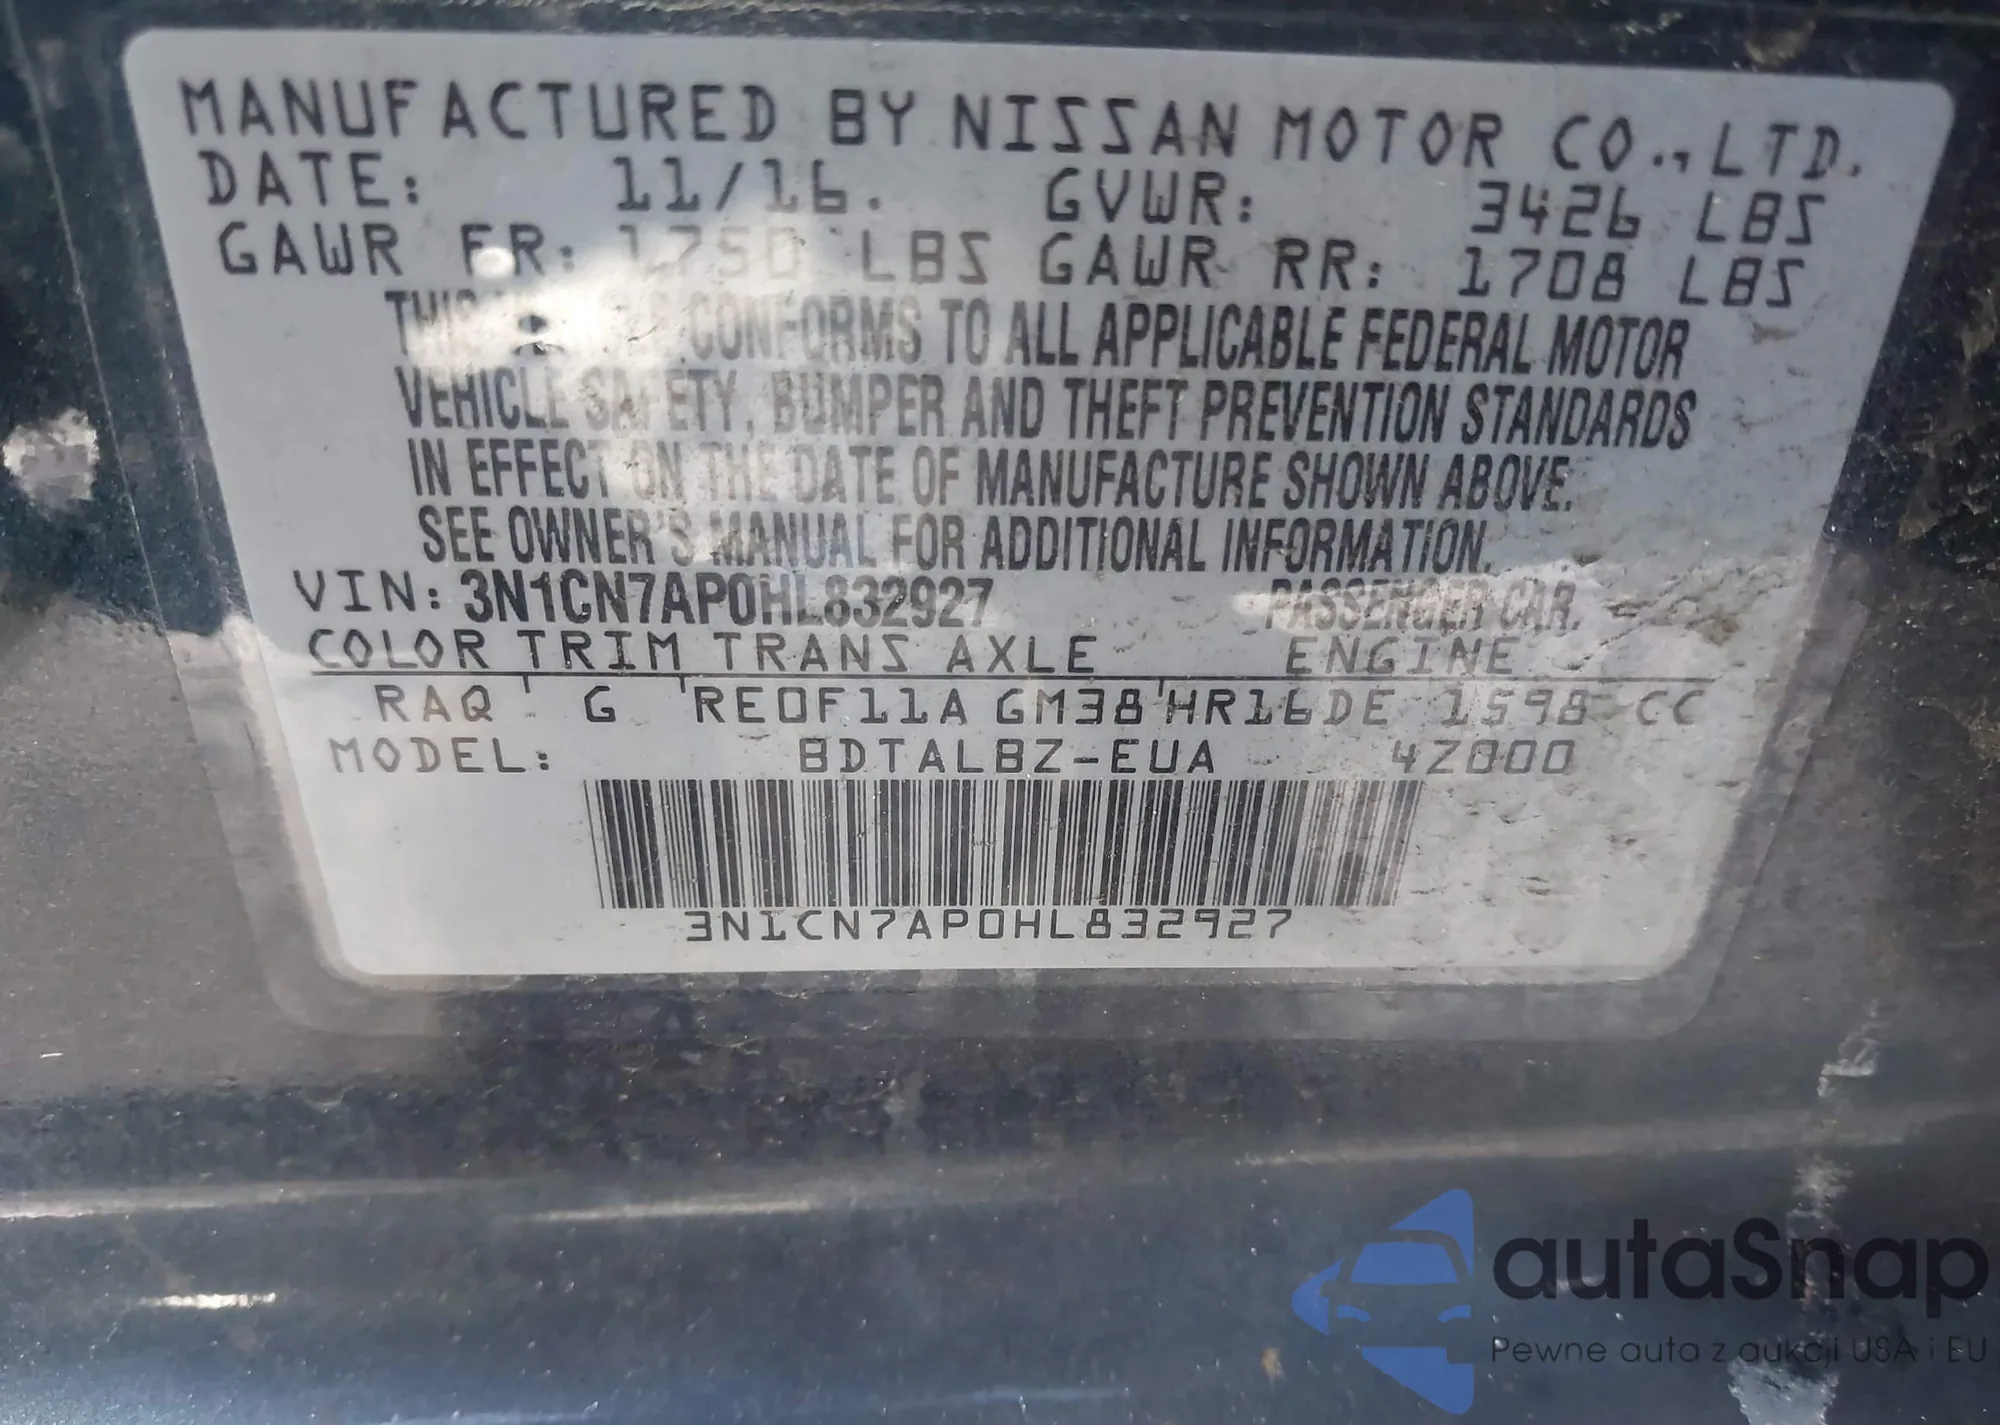 MANUFACTURED BY NISSAN MOTOR CO., LTD.
DATE: 11/16. GVWR: 3426 LBS
GAWR FR: 1750 LBS GAWR RR: 1708 LBS
THIS CONFORMS TO ALL APPLICABLE FEDERAL MOTOR
VEHICLE SAFETY, BUMPER AND THEFT PREVENTION STANDARDS
IN EFFECT ON THE DATE OF MANUFACTURE SHOWN ABOVE.
SEE OWNER'S MANUAL FOR ADDITIONAL INFORMATION.
VIN: 3N1CN7AP0HL832927 PASSENGER CAR.
COLOR TRIM TRANS AXLE ENGINE
RAQ G RE0F11A GM38 HR16DE 1598 CC
MODEL: BDTALBZ-EUA 4Z000
3N1CN7AP0HL832927
autaSnap
Pewne auta z aukcji USA i EU